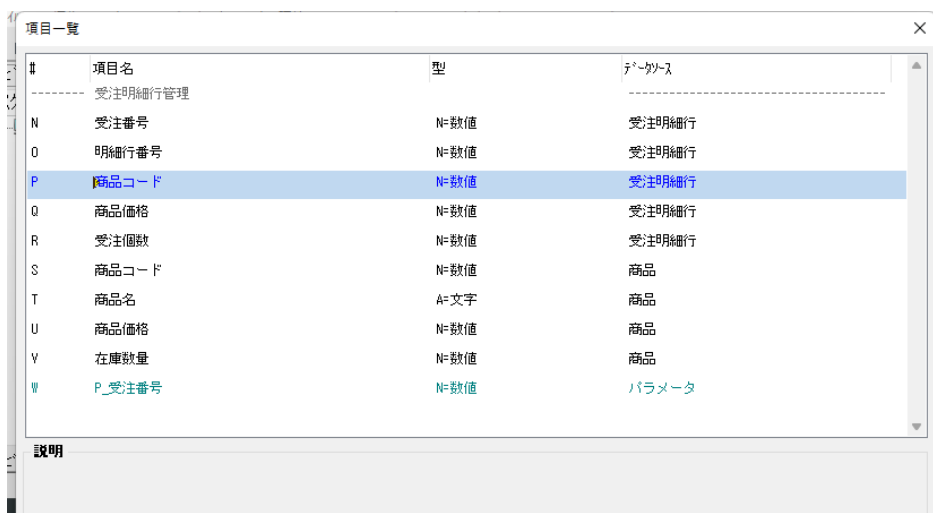 項目一覧
# 項目名 型 ﾃﾞｰﾀｿｰｽ
-------- 受注明細行管理 --------------------------------------
N 受注番号 N=数値 受注明細行
O 明細行番号 N=数値 受注明細行
P 商品コード N=数値 受注明細行
Q 商品価格 N=数値 受注明細行
R 受注個数 N=数値 受注明細行
S 商品コード N=数値 商品
T 商品名 A=文字 商品
U 商品価格 N=数値 商品
V 在庫数量 N=数値 商品
W P_受注番号 N=数値 パラメータ
説明